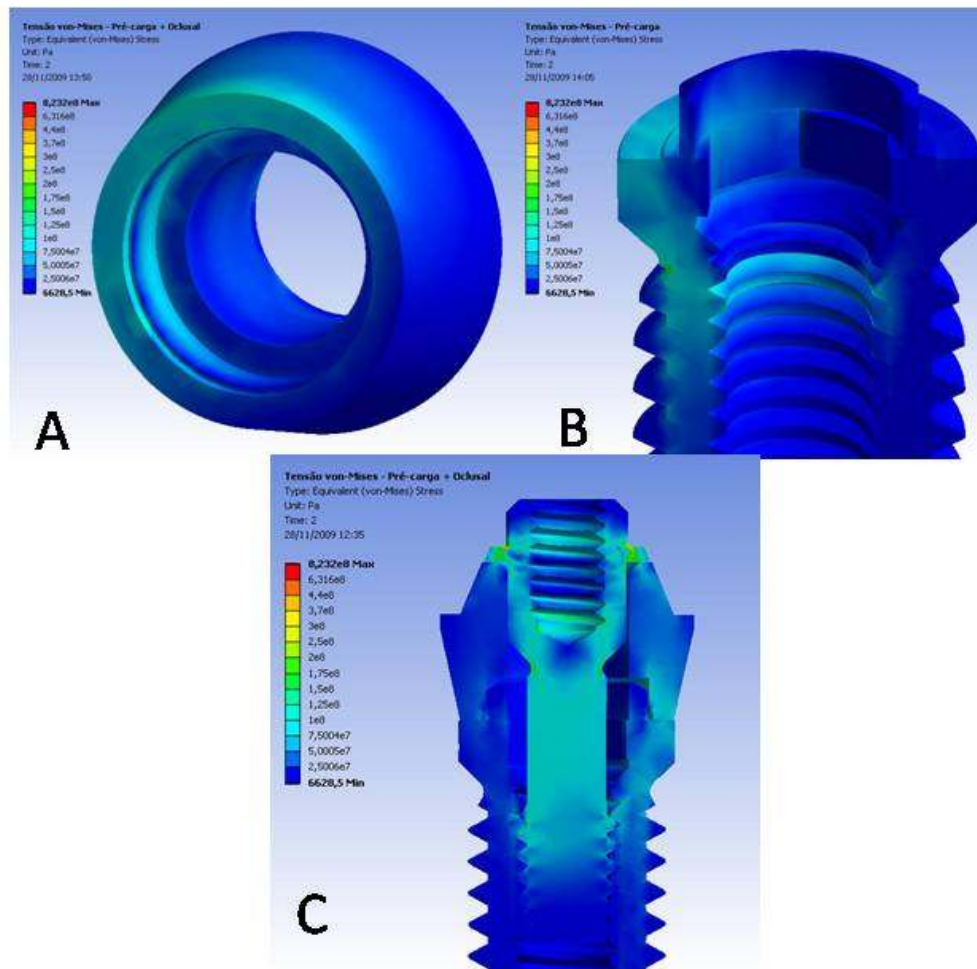 Tensão von-Mises - Pré-carga + Oclusal
Type: Equivalent (von-Mises) Stress
Unit: Pa
Time: 2
28/11/2009 13:50
8,232e8 Max
6,316e8
4,4e8
3,7e8
3e8
2,5e8
2e8
1,75e8
1,5e8
1,25e8
1e8
7,5004e7
5,0005e7
2,5006e7
6628,5 Min
A
Tensão von-Mises - Pré-carga
Type: Equivalent (von-Mises) Stress
Unit: Pa
Time: 2
28/11/2009 14:05
8,232e8 Max
6,316e8
4,4e8
3,7e8
3e8
2,5e8
2e8
1,75e8
1,5e8
1,25e8
1e8
7,5004e7
5,0005e7
2,5006e7
6628,5 Min
B
Tensão von-Mises - Pré-carga + Oclusal
Type: Equivalent (von-Mises) Stress
Unit: Pa
Time: 2
28/11/2009 12:35
8,232e8 Max
6,316e8
4,4e8
3,7e8
3e8
2,5e8
2e8
1,75e8
1,5e8
1,25e8
1e8
7,5004e7
5,0005e7
2,5006e7
6628,5 Min
C